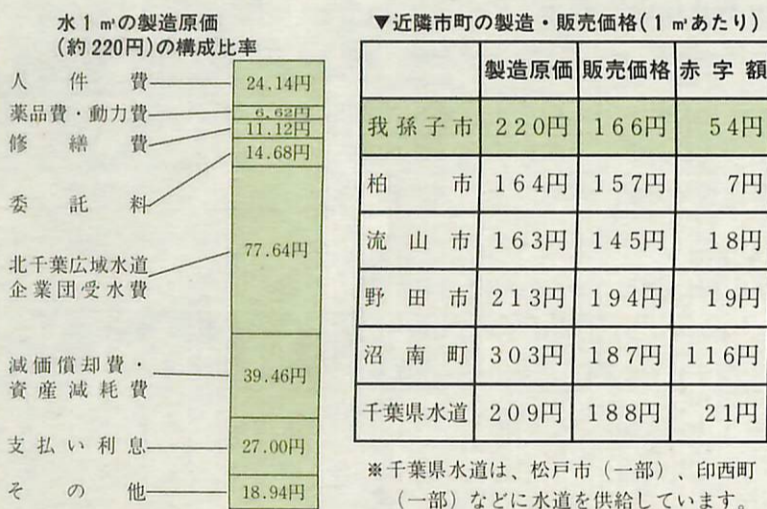 水1㎥の製造原価
(約220円)の構成比率
人件費 24.14円
薬品費・動力費 6.62円
修繕費 11.12円
委託料 14.68円
北千葉広域水道
企業団受水費 77.64円
減価償却費・
資産減耗費 39.46円
支払い利息 27.00円
その他 18.94円
▼近隣市町の製造・販売価格(1㎥あたり)
製造原価 販売価格 赤字額
我孫子市 220円 166円 54円
柏市 164円 157円 7円
流山市 163円 145円 18円
野田市 213円 194円 19円
沼南町 303円 187円 116円
千葉県水道 209円 188円 21円
※千葉県水道は、松戸市(一部)、印西町
(一部)などに水道を供給しています。